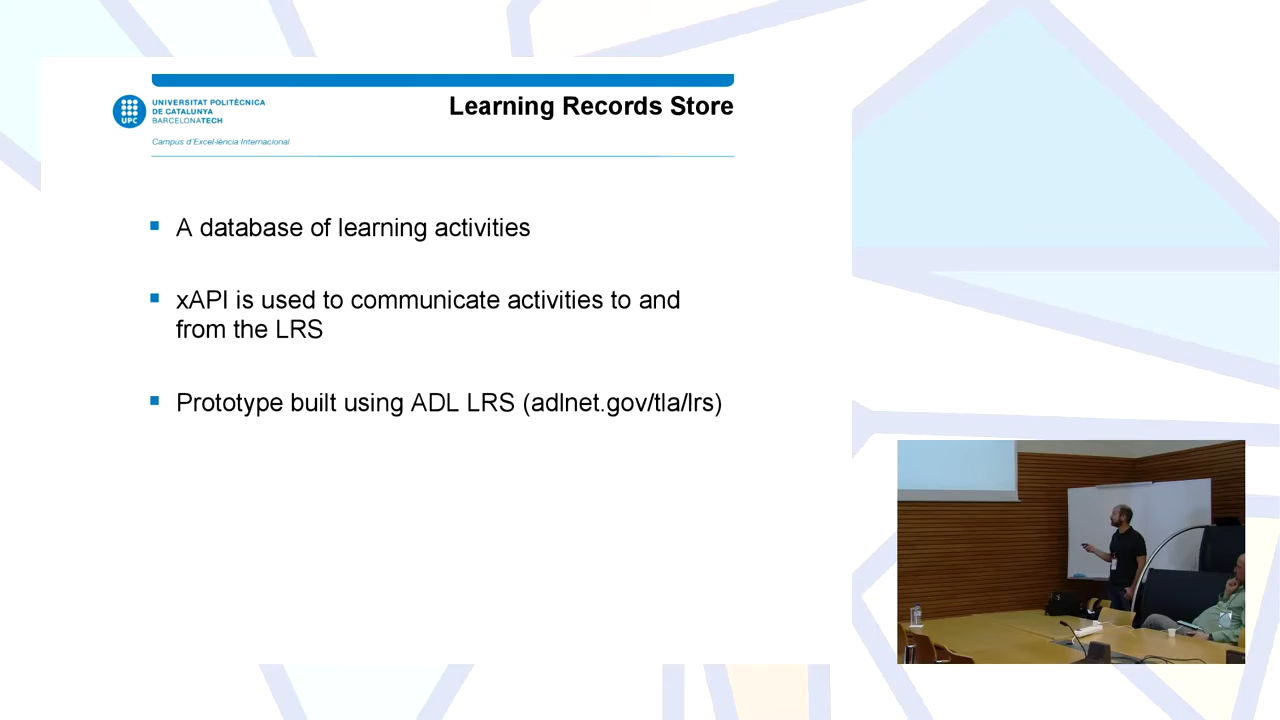 UNIVERSITAT POLITÈCNICA
DE CATALUNYA
BARCELONATECH
UPC
Campus d'Excel·lència Internacional
Learning Records Store
A database of learning activities
xAPI is used to communicate activities to and
from the LRS
Prototype built using ADL LRS (adlnet.gov/tla/lrs)